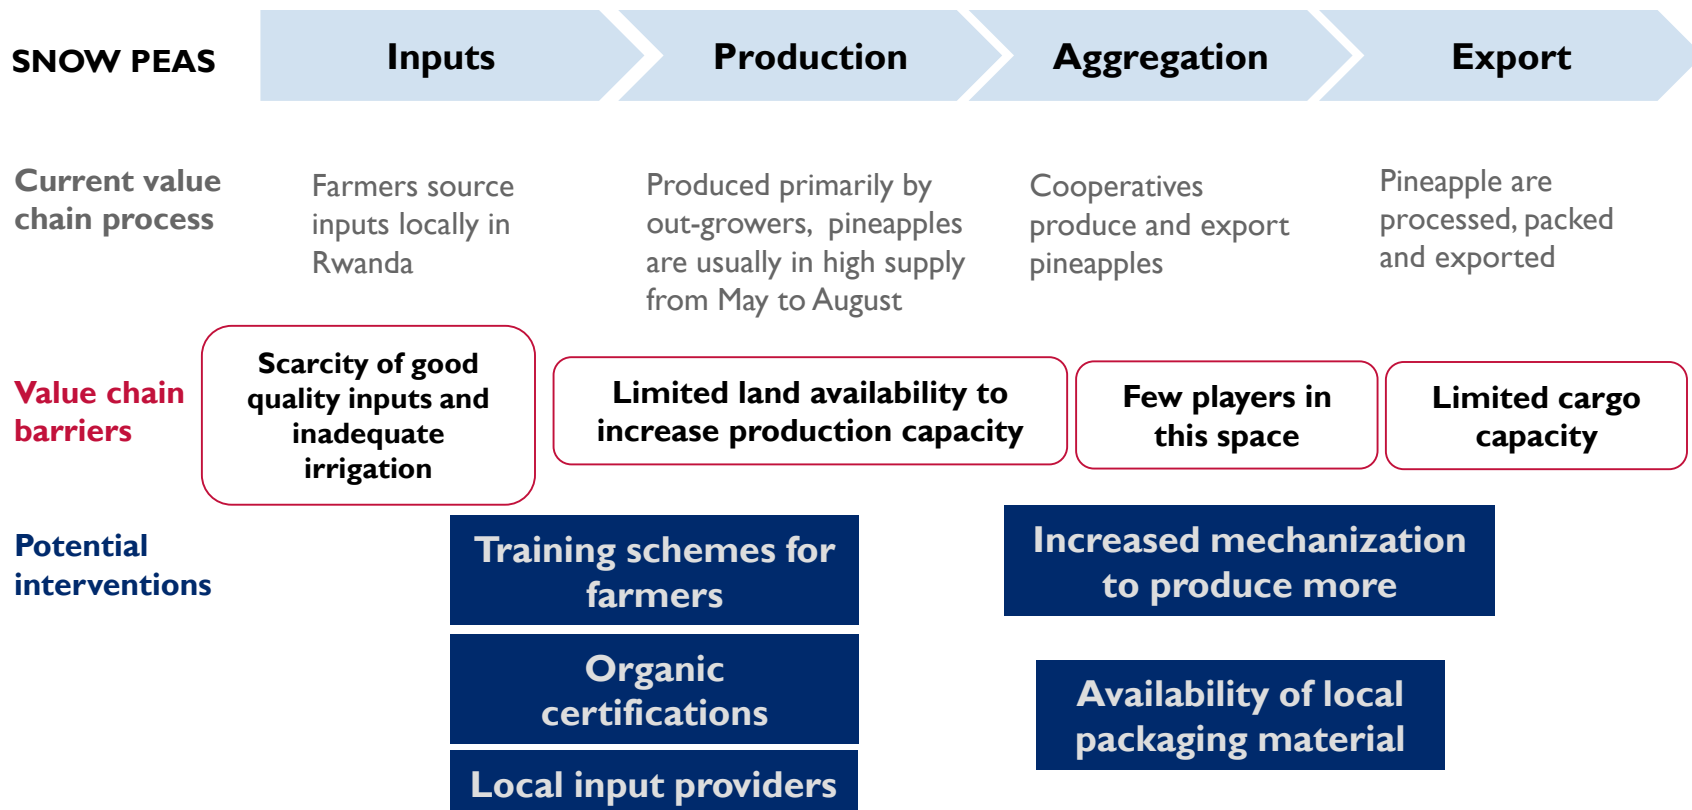 SNOW PEAS
Inputs
Production
Aggregation
Export
Current value
chain process
Farmers source
inputs locally in
Rwanda
Produced primarily by
out-growers, pineapples
are usually in high supply
from May to August
Cooperatives
produce and export
pineapples
Pineapple are
processed, packed
and exported
Value chain
barriers
Scarcity of good
quality inputs and
inadequate
irrigation
Limited land availability to
increase production capacity
Few players in
this space
Limited cargo
capacity
Potential
interventions
Training schemes for
farmers
Organic
certifications
Local input providers
Increased mechanization
to produce more
Availability of local
packaging material